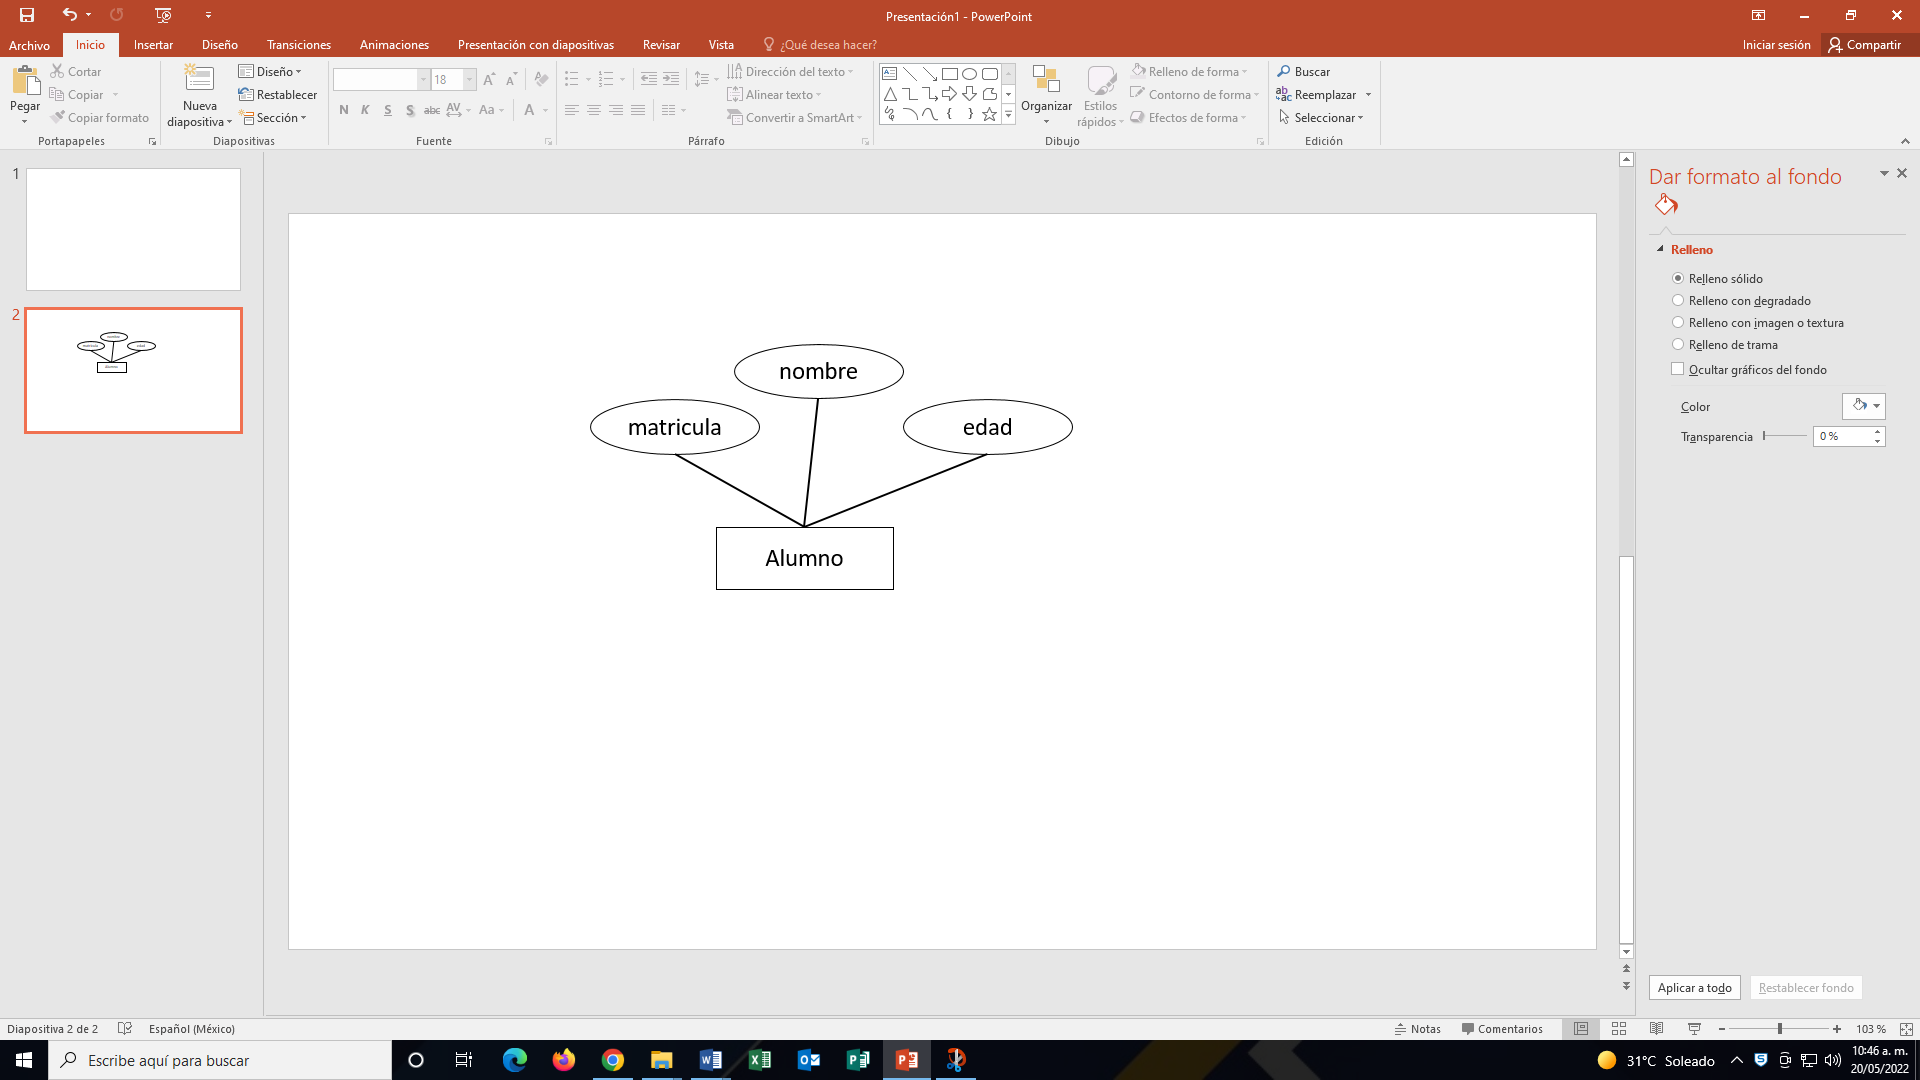 Presentación1 - PowerPoint
Archivo Inicio Insertar Diseño Transiciones Animaciones Presentación con diapositivas Revisar Vista ¿Qué desea hacer? Iniciar sesión Compartir
Pegar
Cortar
Copiar
Copiar formato
Portapapeles
Nueva
diapositiva
Diseño
Restablecer
Sección
Diapositivas
18
N K S S abc AV Aa A
Fuente
Dirección del texto
Alinear texto
Convertir a SmartArt
Párrafo
Organizar
Estilos
rápidos
Relleno de forma
Contorno de forma
Efectos de forma
Dibujo
Buscar
Reemplazar
Seleccionar
Edición
1
2
nombre
matricula
edad
Alumno
Dar formato al fondo
Relleno
Relleno sólido
Relleno con degradado
Relleno con imagen o textura
Relleno de trama
Ocultar gráficos del fondo
Color
Transparencia 0 %
Aplicar a todo Restablecer fondo
Diapositiva 2 de 2 Español (México) Notas Comentarios 103 %
Escribe aquí para buscar
31°C Soleado
10:46 a. m.
20/05/2022